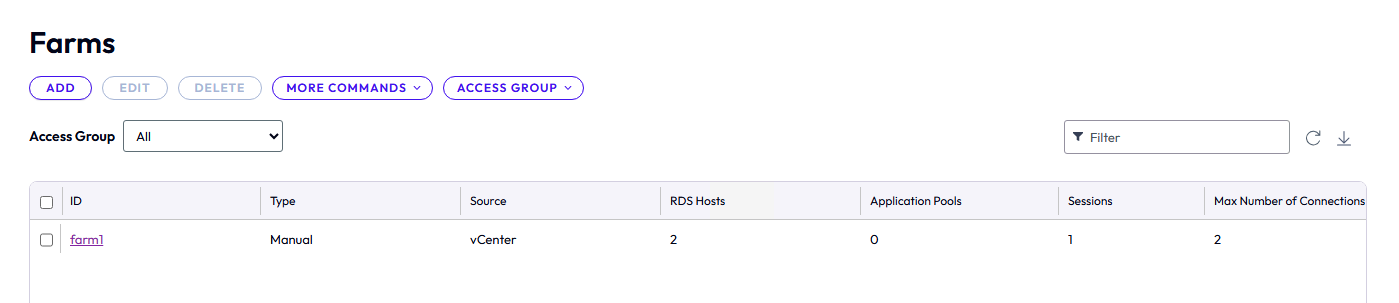 Farms
ADD EDIT DELETE MORE COMMANDS ACCESS GROUP
Access Group All Filter
ID Type Source RDS Hosts Application Pools Sessions Max Number of Connections
farm1 Manual vCenter 2 0 1 2